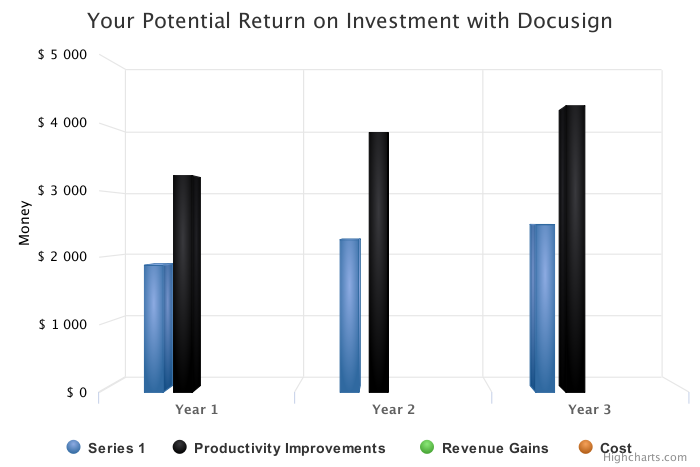 Your Potential Return on Investment with Docusign
$ 5 000
$ 4 000
$ 3 000
$ 2 000
$ 1 000
$ 0
Money
Year 1
Year 2
Year 3
Series 1
Productivity Improvements
Revenue Gains
Cost
Highcharts.com